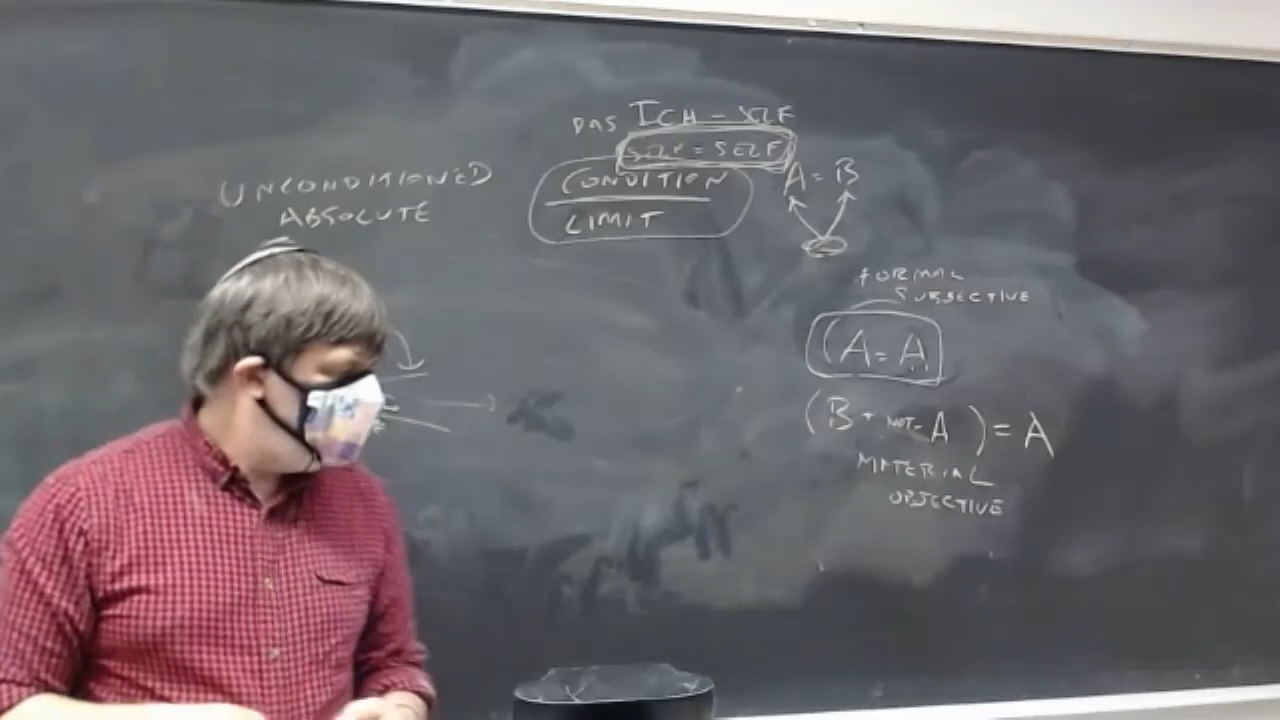 DAS ICH - SELF
SELF = SELF
UNCONDITIONED
ABSOLUTE
CONDITION
LIMIT
A = B
FORMAL
SUBJECTIVE
(A = A
(B + NOT-A) = A
MATERIAL
OBJECTIVE